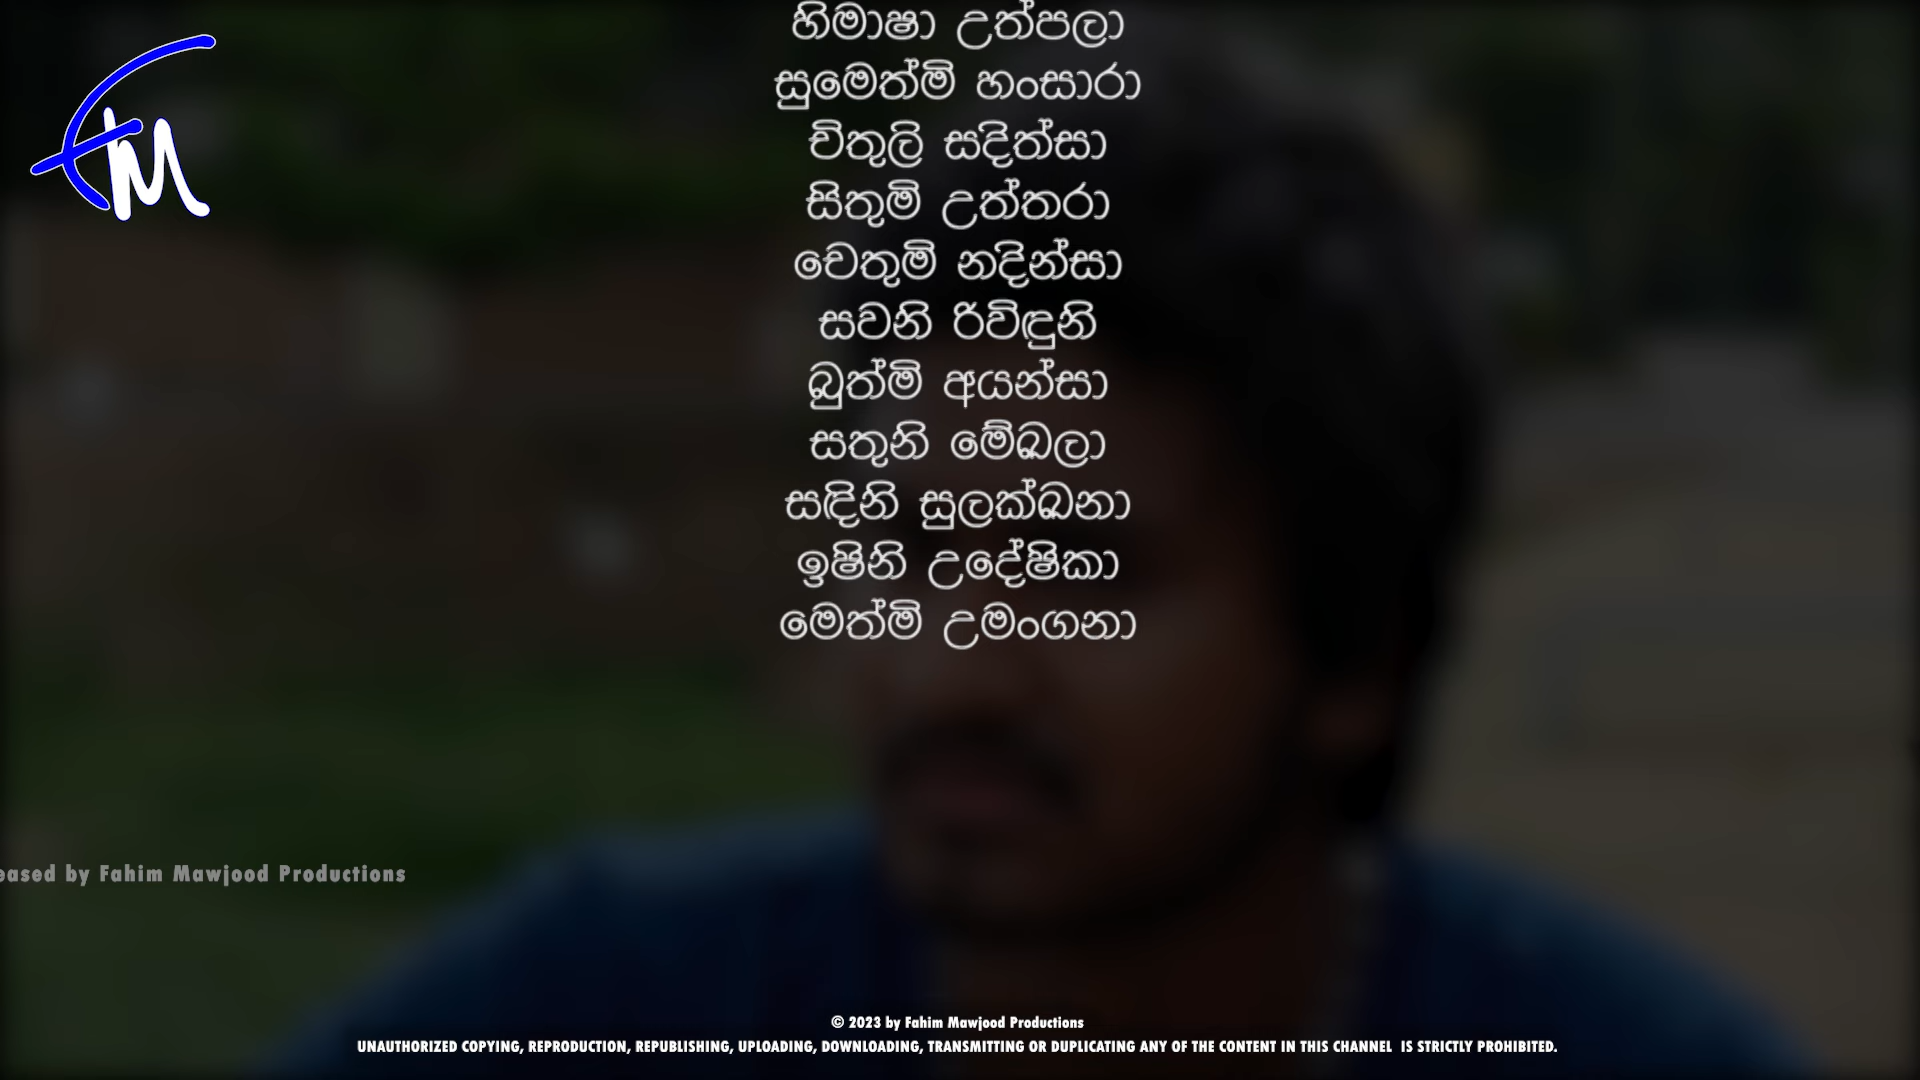 හිමාෂා උත්පලා
සුමෙත්මි හංසාරා
චිතුලි සදිත්සා
සිතුමි උත්තරා
චෙතුමි නදින්සා
සවනි රිවිඳුනි
බුත්මි අයන්සා
සතුනි මේඛලා
සඳිනි සුලක්ඛනා
ඉෂිනි උදේෂිකා
මෙත්මි උමංගනා
eased by Fahim Mawjood Productions
© 2023 by Fahim Mawjood Productions
UNAUTHORIZED COPYING, REPRODUCTION, REPUBLISHING, UPLOADING, DOWNLOADING, TRANSMITTING OR DUPLICATING ANY OF THE CONTENT IN THIS CHANNEL IS STRICTLY PROHIBITED.